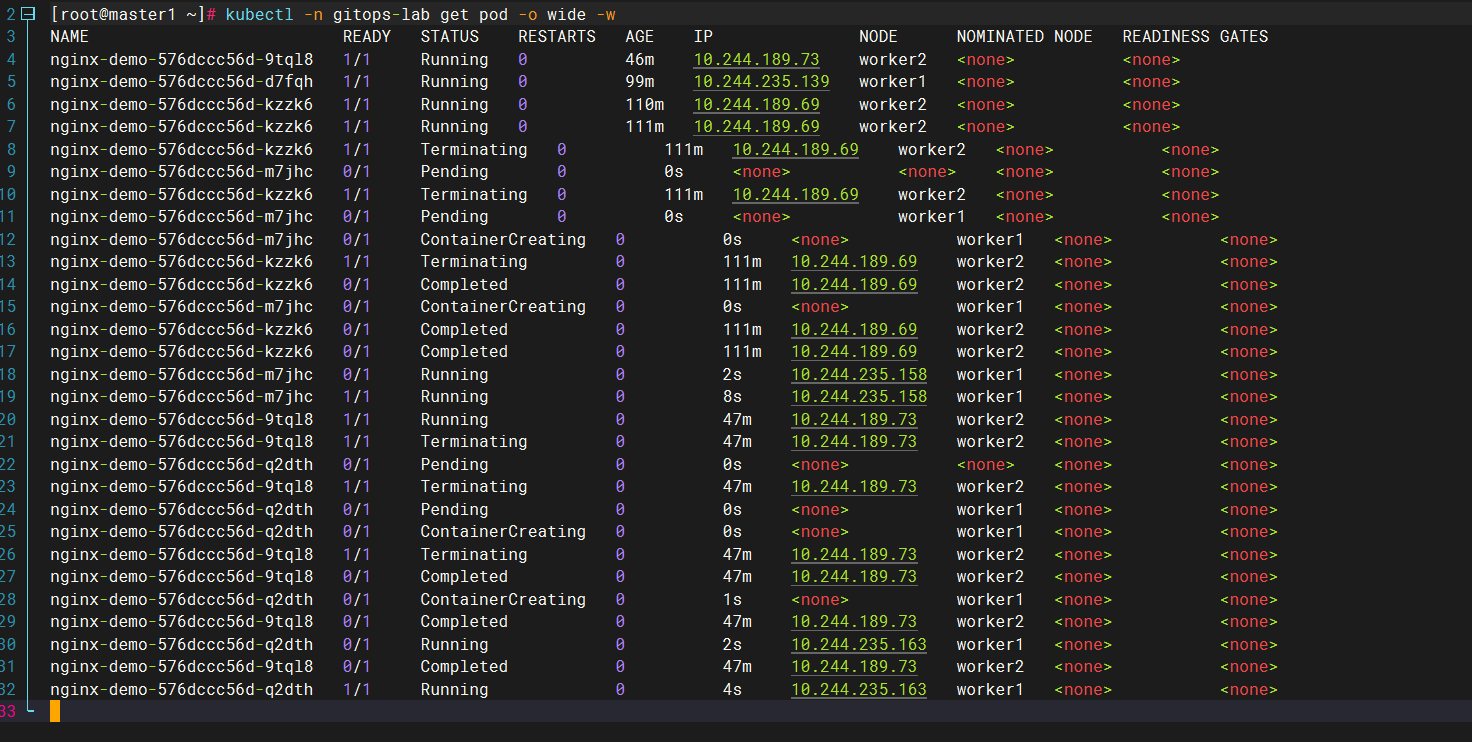 2 [root@master1 ~]# kubectl -n gitops-lab get pod -o wide -w
3 NAME READY STATUS RESTARTS AGE IP NODE NOMINATED NODE READINESS GATES
4 nginx-demo-576dccc56d-9tql8 1/1 Running 0 46m 10.244.189.73 worker2 <none> <none>
5 nginx-demo-576dccc56d-d7fqh 1/1 Running 0 99m 10.244.235.139 worker1 <none> <none>
6 nginx-demo-576dccc56d-kzzk6 1/1 Running 0 110m 10.244.189.69 worker2 <none> <none>
7 nginx-demo-576dccc56d-kzzk6 1/1 Running 0 111m 10.244.189.69 worker2 <none> <none>
8 nginx-demo-576dccc56d-kzzk6 1/1 Terminating 0 111m 10.244.189.69 worker2 <none> <none>
9 nginx-demo-576dccc56d-m7jhc 0/1 Pending 0 0s <none> <none> <none> <none>
10 nginx-demo-576dccc56d-kzzk6 1/1 Terminating 0 111m 10.244.189.69 worker2 <none> <none>
11 nginx-demo-576dccc56d-m7jhc 0/1 Pending 0 0s <none> worker1 <none> <none>
12 nginx-demo-576dccc56d-m7jhc 0/1 ContainerCreating 0 0s <none> worker1 <none> <none>
13 nginx-demo-576dccc56d-kzzk6 1/1 Terminating 0 111m 10.244.189.69 worker2 <none> <none>
14 nginx-demo-576dccc56d-kzzk6 0/1 Completed 0 111m 10.244.189.69 worker2 <none> <none>
15 nginx-demo-576dccc56d-m7jhc 0/1 ContainerCreating 0 0s <none> worker1 <none> <none>
16 nginx-demo-576dccc56d-kzzk6 0/1 Completed 0 111m 10.244.189.69 worker2 <none> <none>
17 nginx-demo-576dccc56d-kzzk6 0/1 Completed 0 111m 10.244.189.69 worker2 <none> <none>
18 nginx-demo-576dccc56d-m7jhc 0/1 Running 0 2s 10.244.235.158 worker1 <none> <none>
19 nginx-demo-576dccc56d-m7jhc 1/1 Running 0 8s 10.244.235.158 worker1 <none> <none>
20 nginx-demo-576dccc56d-9tql8 1/1 Running 0 47m 10.244.189.73 worker2 <none> <none>
21 nginx-demo-576dccc56d-9tql8 1/1 Terminating 0 47m 10.244.189.73 worker2 <none> <none>
22 nginx-demo-576dccc56d-q2dth 0/1 Pending 0 0s <none> <none> <none> <none>
23 nginx-demo-576dccc56d-9tql8 1/1 Terminating 0 47m 10.244.189.73 worker2 <none> <none>
24 nginx-demo-576dccc56d-q2dth 0/1 Pending 0 0s <none> worker1 <none> <none>
25 nginx-demo-576dccc56d-q2dth 0/1 ContainerCreating 0 0s <none> worker1 <none> <none>
26 nginx-demo-576dccc56d-9tql8 1/1 Terminating 0 47m 10.244.189.73 worker2 <none> <none>
27 nginx-demo-576dccc56d-9tql8 0/1 Completed 0 47m 10.244.189.73 worker2 <none> <none>
28 nginx-demo-576dccc56d-q2dth 0/1 ContainerCreating 0 1s <none> worker1 <none> <none>
29 nginx-demo-576dccc56d-9tql8 0/1 Completed 0 47m 10.244.189.73 worker2 <none> <none>
30 nginx-demo-576dccc56d-q2dth 0/1 Running 0 2s 10.244.235.163 worker1 <none> <none>
31 nginx-demo-576dccc56d-9tql8 0/1 Completed 0 47m 10.244.189.73 worker2 <none> <none>
32 nginx-demo-576dccc56d-q2dth 1/1 Running 0 4s 10.244.235.163 worker1 <none> <none>
33